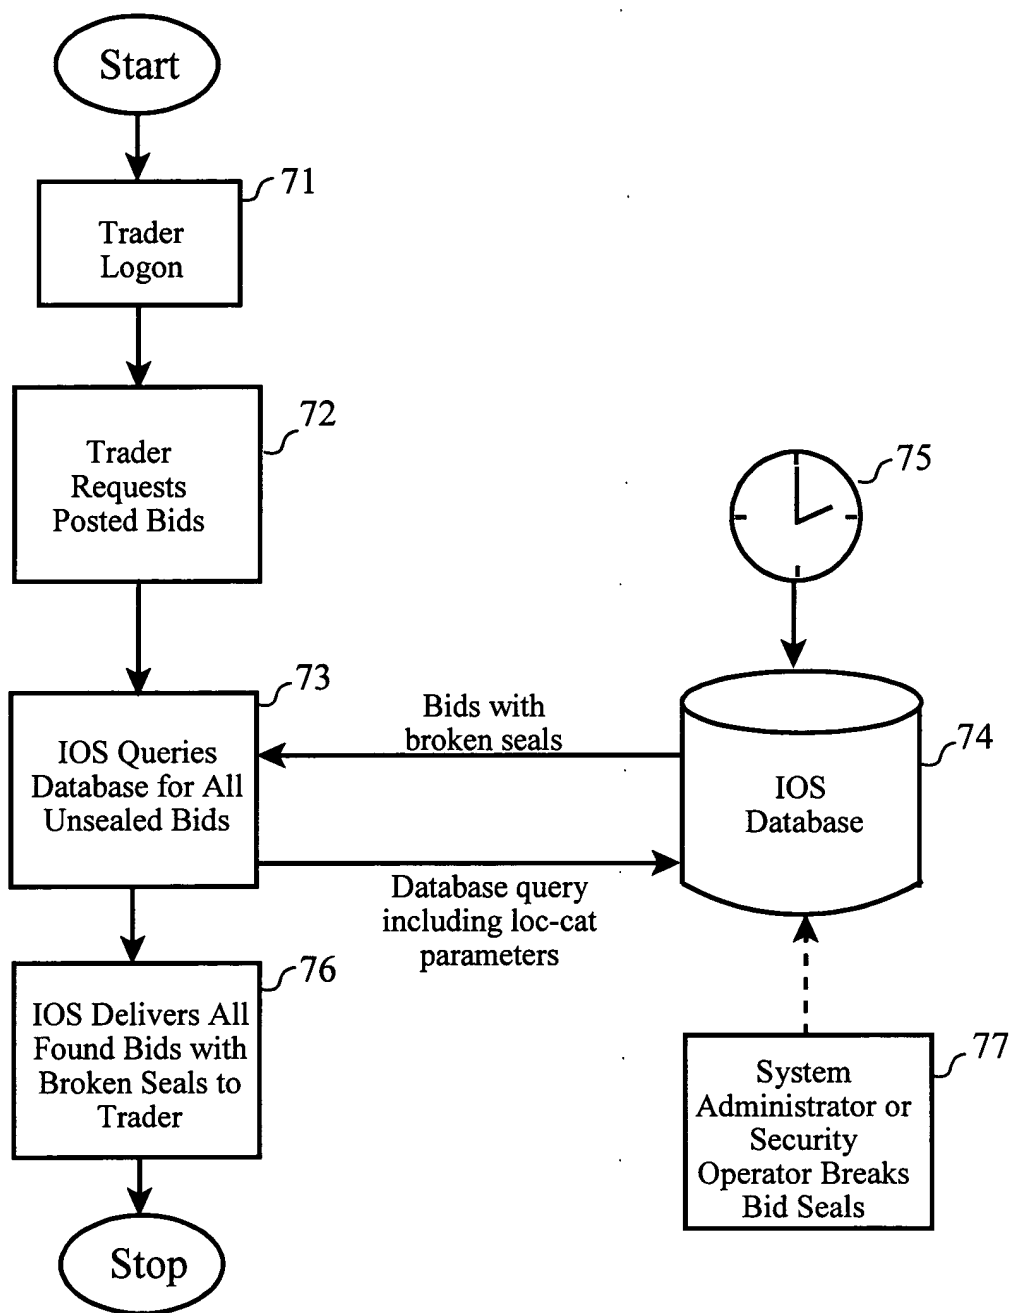 Start
71
Trader
Logon
72
Trader
Requests
Posted Bids
75
73
IOS Queries
Database for All
Unsealed Bids
Bids with
broken seals
74
IOS
Database
Database query
including loc-cat
parameters
76
IOS Delivers All
Found Bids with
Broken Seals to
Trader
77
System
Administrator or
Security
Operator Breaks
Bid Seals
Stop